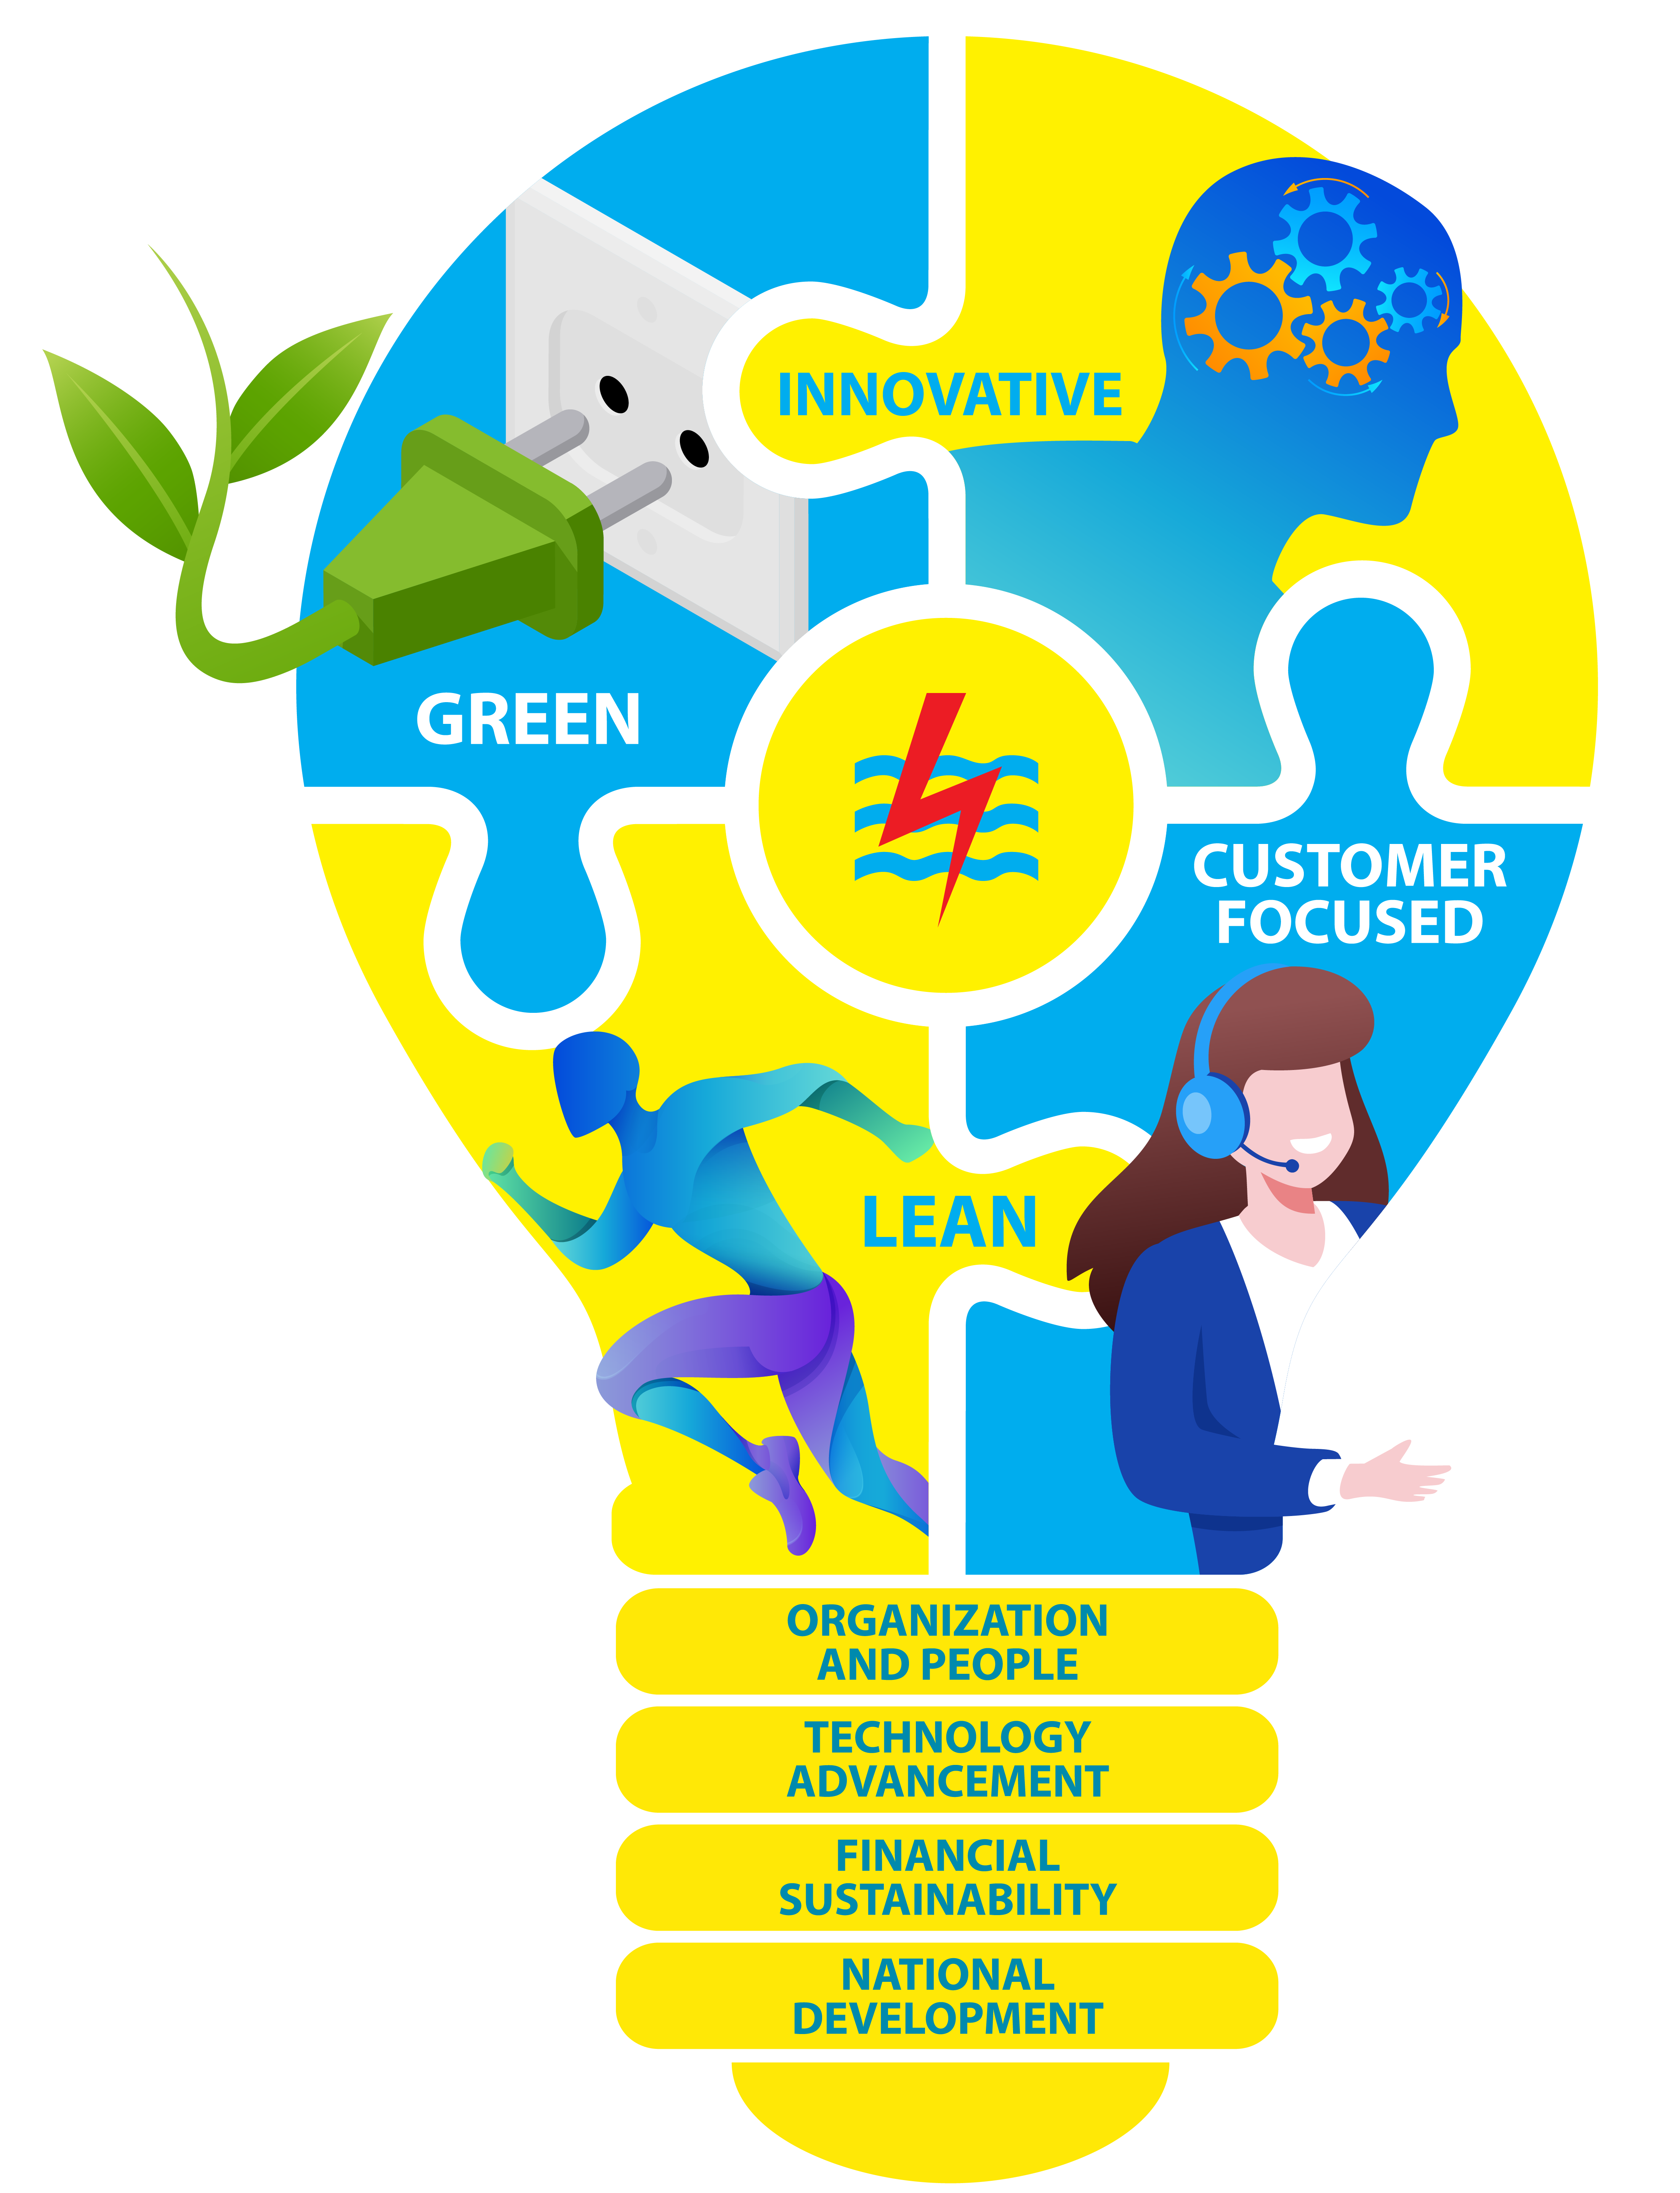 INNOVATIVE
GREEN
CUSTOMER
FOCUSED
LEAN
ORGANIZATION
AND PEOPLE
TECHNOLOGY
ADVANCEMENT
FINANCIAL
SUSTAINABILITY
NATIONAL
DEVELOPMENT